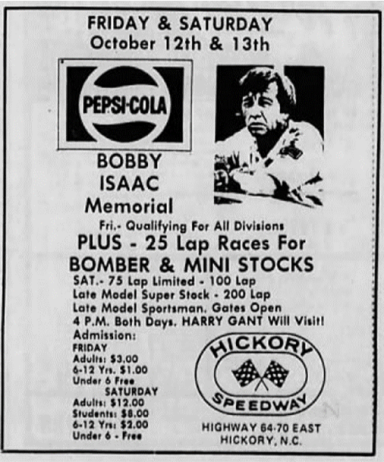 FRIDAY & SATURDAY
October 12th & 13th
PEPSI-COLA
BOBBY
ISAAC
Memorial
Fri.- Qualifying For All Divisions
PLUS - 25 Lap Races For
BOMBER & MINI STOCKS
SAT.- 75 Lap Limited - 100 Lap
Late Model Super Stock - 200 Lap
Late Model Sportsman. Gates Open
4 P.M. Both Days. HARRY GANT Will Visit!
Admission:
FRIDAY
Adults: $3.00
6-12 Yrs. $1.00
Under 6 Free
SATURDAY
Adults: $12.00
Students: $8.00
6-12 Yrs: $2.00
Under 6 - Free
HICKORY
SPEEDWAY
HIGHWAY 64-70 EAST
HICKORY, N.C.